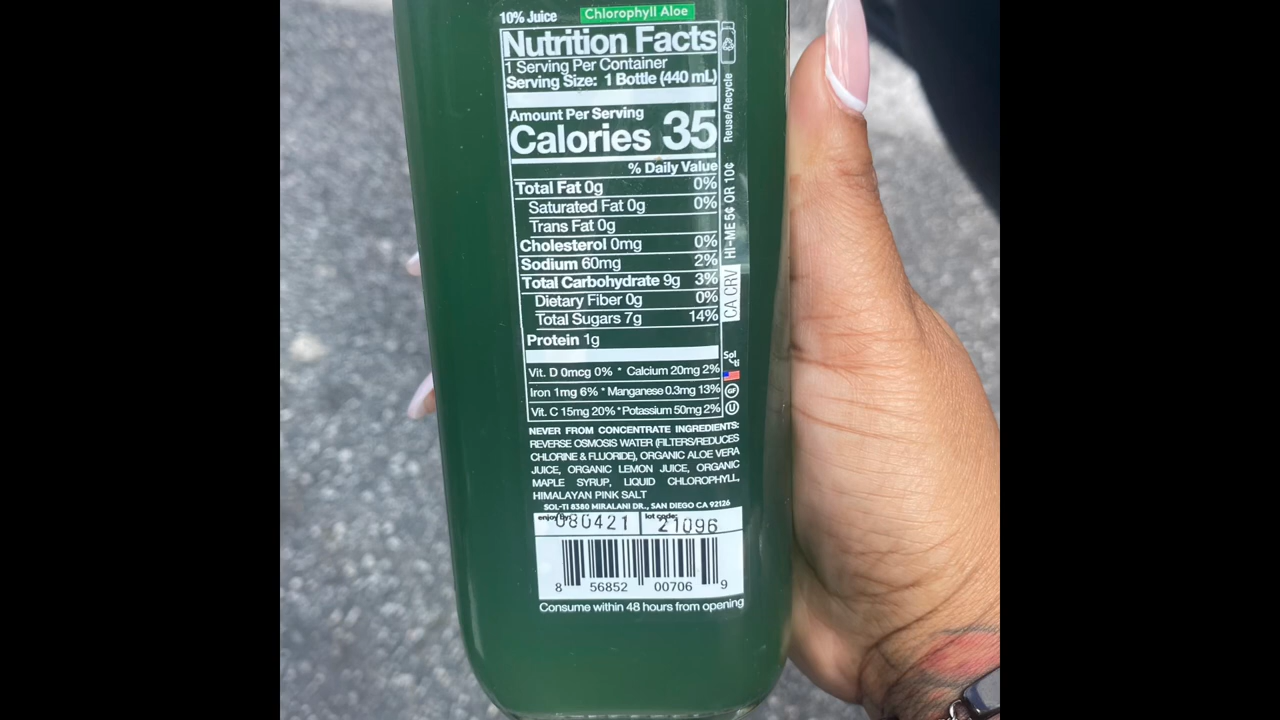 10% Juice Chlorophyll Aloe
Nutrition Facts
1 Serving Per Container
Serving Size: 1 Bottle (440 mL)
Amount Per Serving
Calories 35
% Daily Value
Total Fat 0g 0%
Saturated Fat 0g 0%
Trans Fat 0g
Cholesterol 0mg 0%
Sodium 60mg 2%
Total Carbohydrate 9g 3%
Dietary Fiber 0g 0%
Total Sugars 7g 14%
Protein 1g
Vit. D 0mcg 0% * Calcium 20mg 2%
Iron 1mg 6% * Manganese 0.3mg 13%
Vit. C 15mg 20% * Potassium 50mg 2%
NEVER FROM CONCENTRATE INGREDIENTS:
REVERSE OSMOSIS WATER (FILTERS/REDUCES
CHLORINE & FLUORIDE), ORGANIC ALOE VERA
JUICE, ORGANIC LEMON JUICE, ORGANIC
MAPLE SYRUP, LIQUID CHLOROPHYLL,
HIMALAYAN PINK SALT
SOL-TI 8380 MIRALANI DR., SAN DIEGO CA 92126
enjoy by: 080421 lot code: 21096
8 56852 00706 9
Consume within 48 hours from opening
Reuse/Recycle
HI-ME 5¢ OR 10¢
CA CRV
Sol
ti
GF
U